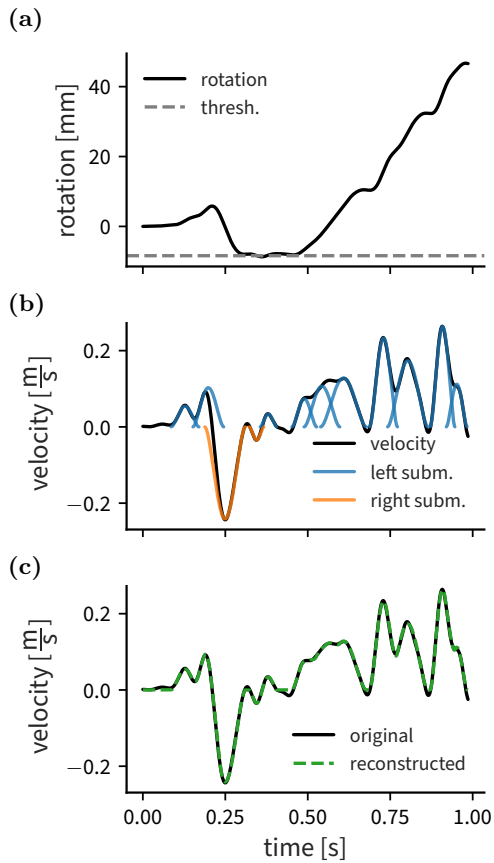 (a)
rotation [mm]
40
20
0
rotation
thresh.
(b)
velocity [m/s]
0.2
0.0
−0.2
velocity
left subm.
right subm.
(c)
velocity [m/s]
0.2
0.0
−0.2
original
reconstructed
0.00 0.25 0.50 0.75 1.00
time [s]